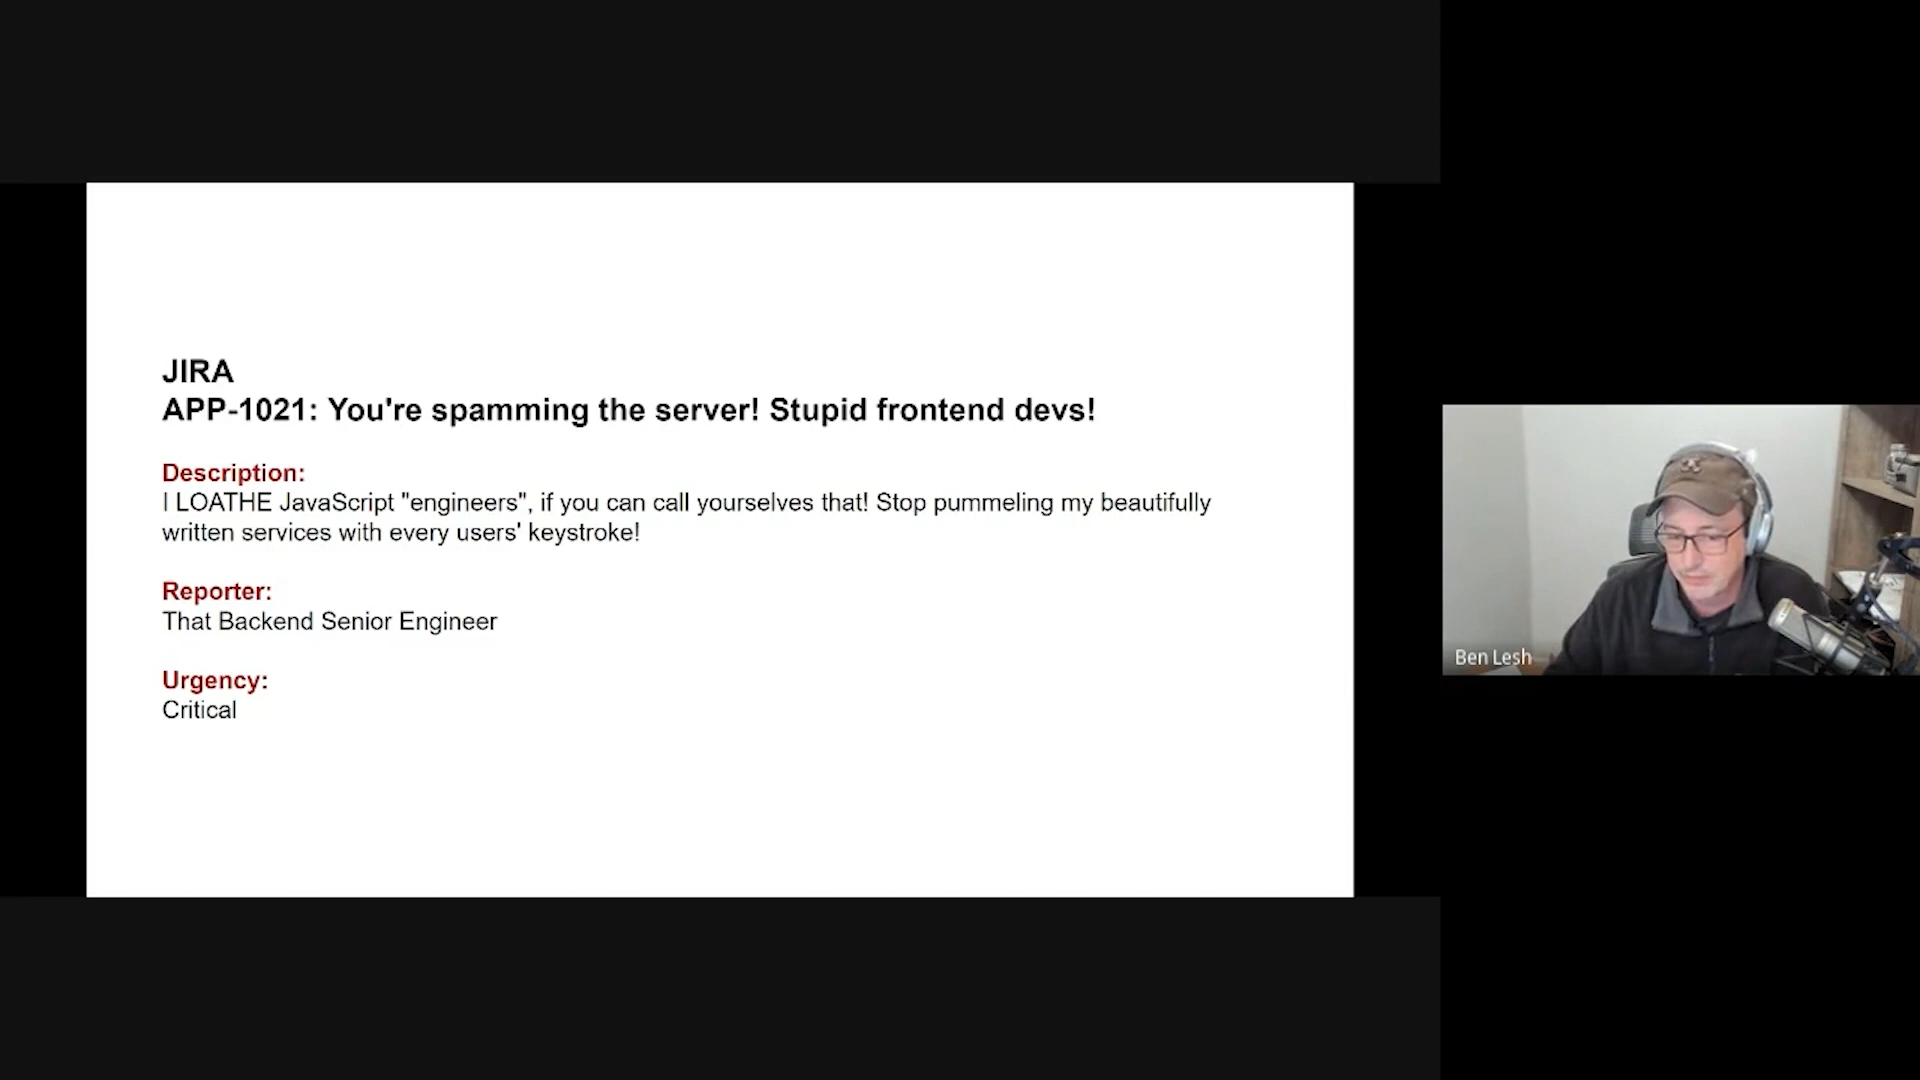 JIRA
APP-1021: You're spamming the server! Stupid frontend devs!
Description:
I LOATHE JavaScript "engineers", if you can call yourselves that! Stop pummeling my beautifully
written services with every users' keystroke!
Reporter:
That Backend Senior Engineer
Urgency:
Critical
Ben Lesh